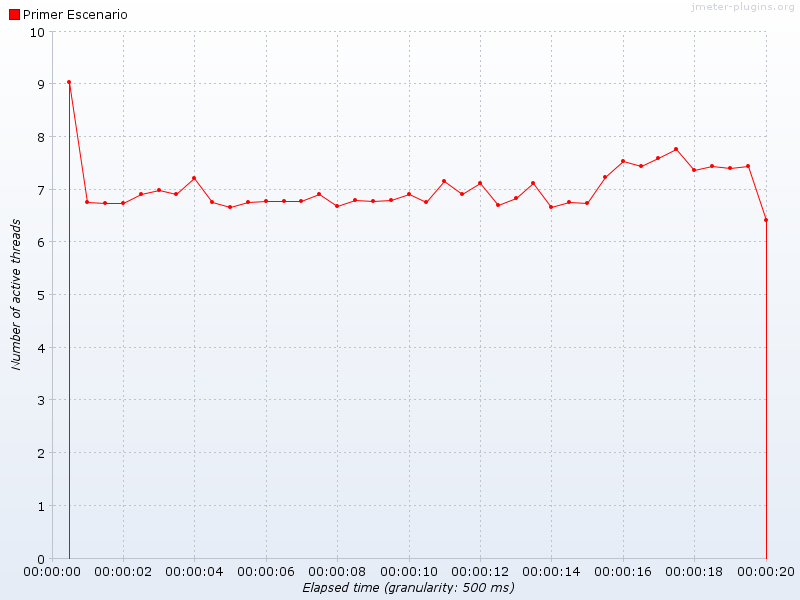 jmeter-plugins.org
Primer Escenario
10
9
8
7
6
5
4
3
2
1
0
Number of active threads
00:00:00 00:00:02 00:00:04 00:00:06 00:00:08 00:00:10 00:00:12 00:00:14 00:00:16 00:00:18 00:00:20
Elapsed time (granularity: 500 ms)